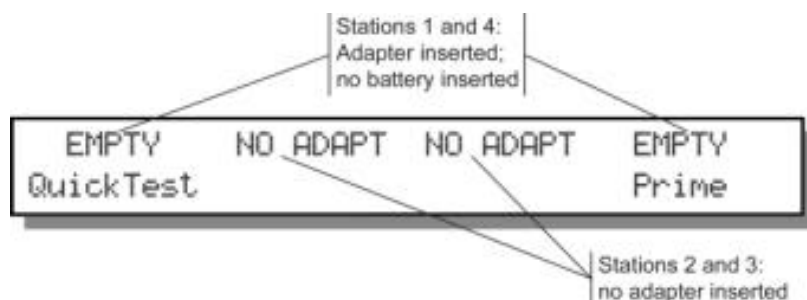 Stations 1 and 4:
Adapter inserted;
no battery inserted
EMPTY NO ADAPT NO ADAPT EMPTY
QuickTest Prime
Stations 2 and 3:
no adapter inserted